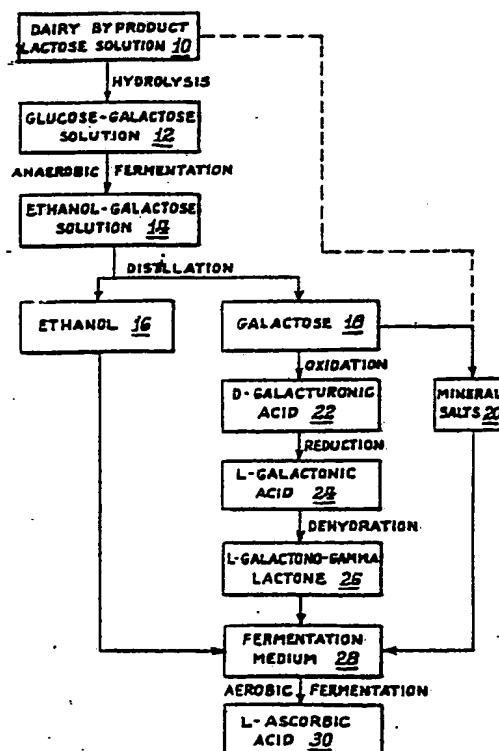 DAIRY BYPRODUCT
LACTOSE SOLUTION 10
HYDROLYSIS
GLUCOSE-GALACTOSE
SOLUTION 12
ANAEROBIC FERMENTATION
ETHANOL-GALACTOSE
SOLUTION 14
DISTILLATION
ETHANOL 16
GALACTOSE 18
OXIDATION
D-GALACTURONIC
ACID 22
MINERAL
SALTS 20
REDUCTION
L-GALACTONIC
ACID 24
DEHYDRATION
L-GALACTONO-GAMMA
LACTONE 26
FERMENTATION
MEDIUM 28
AEROBIC FERMENTATION
L-ASCORBIC
ACID 30